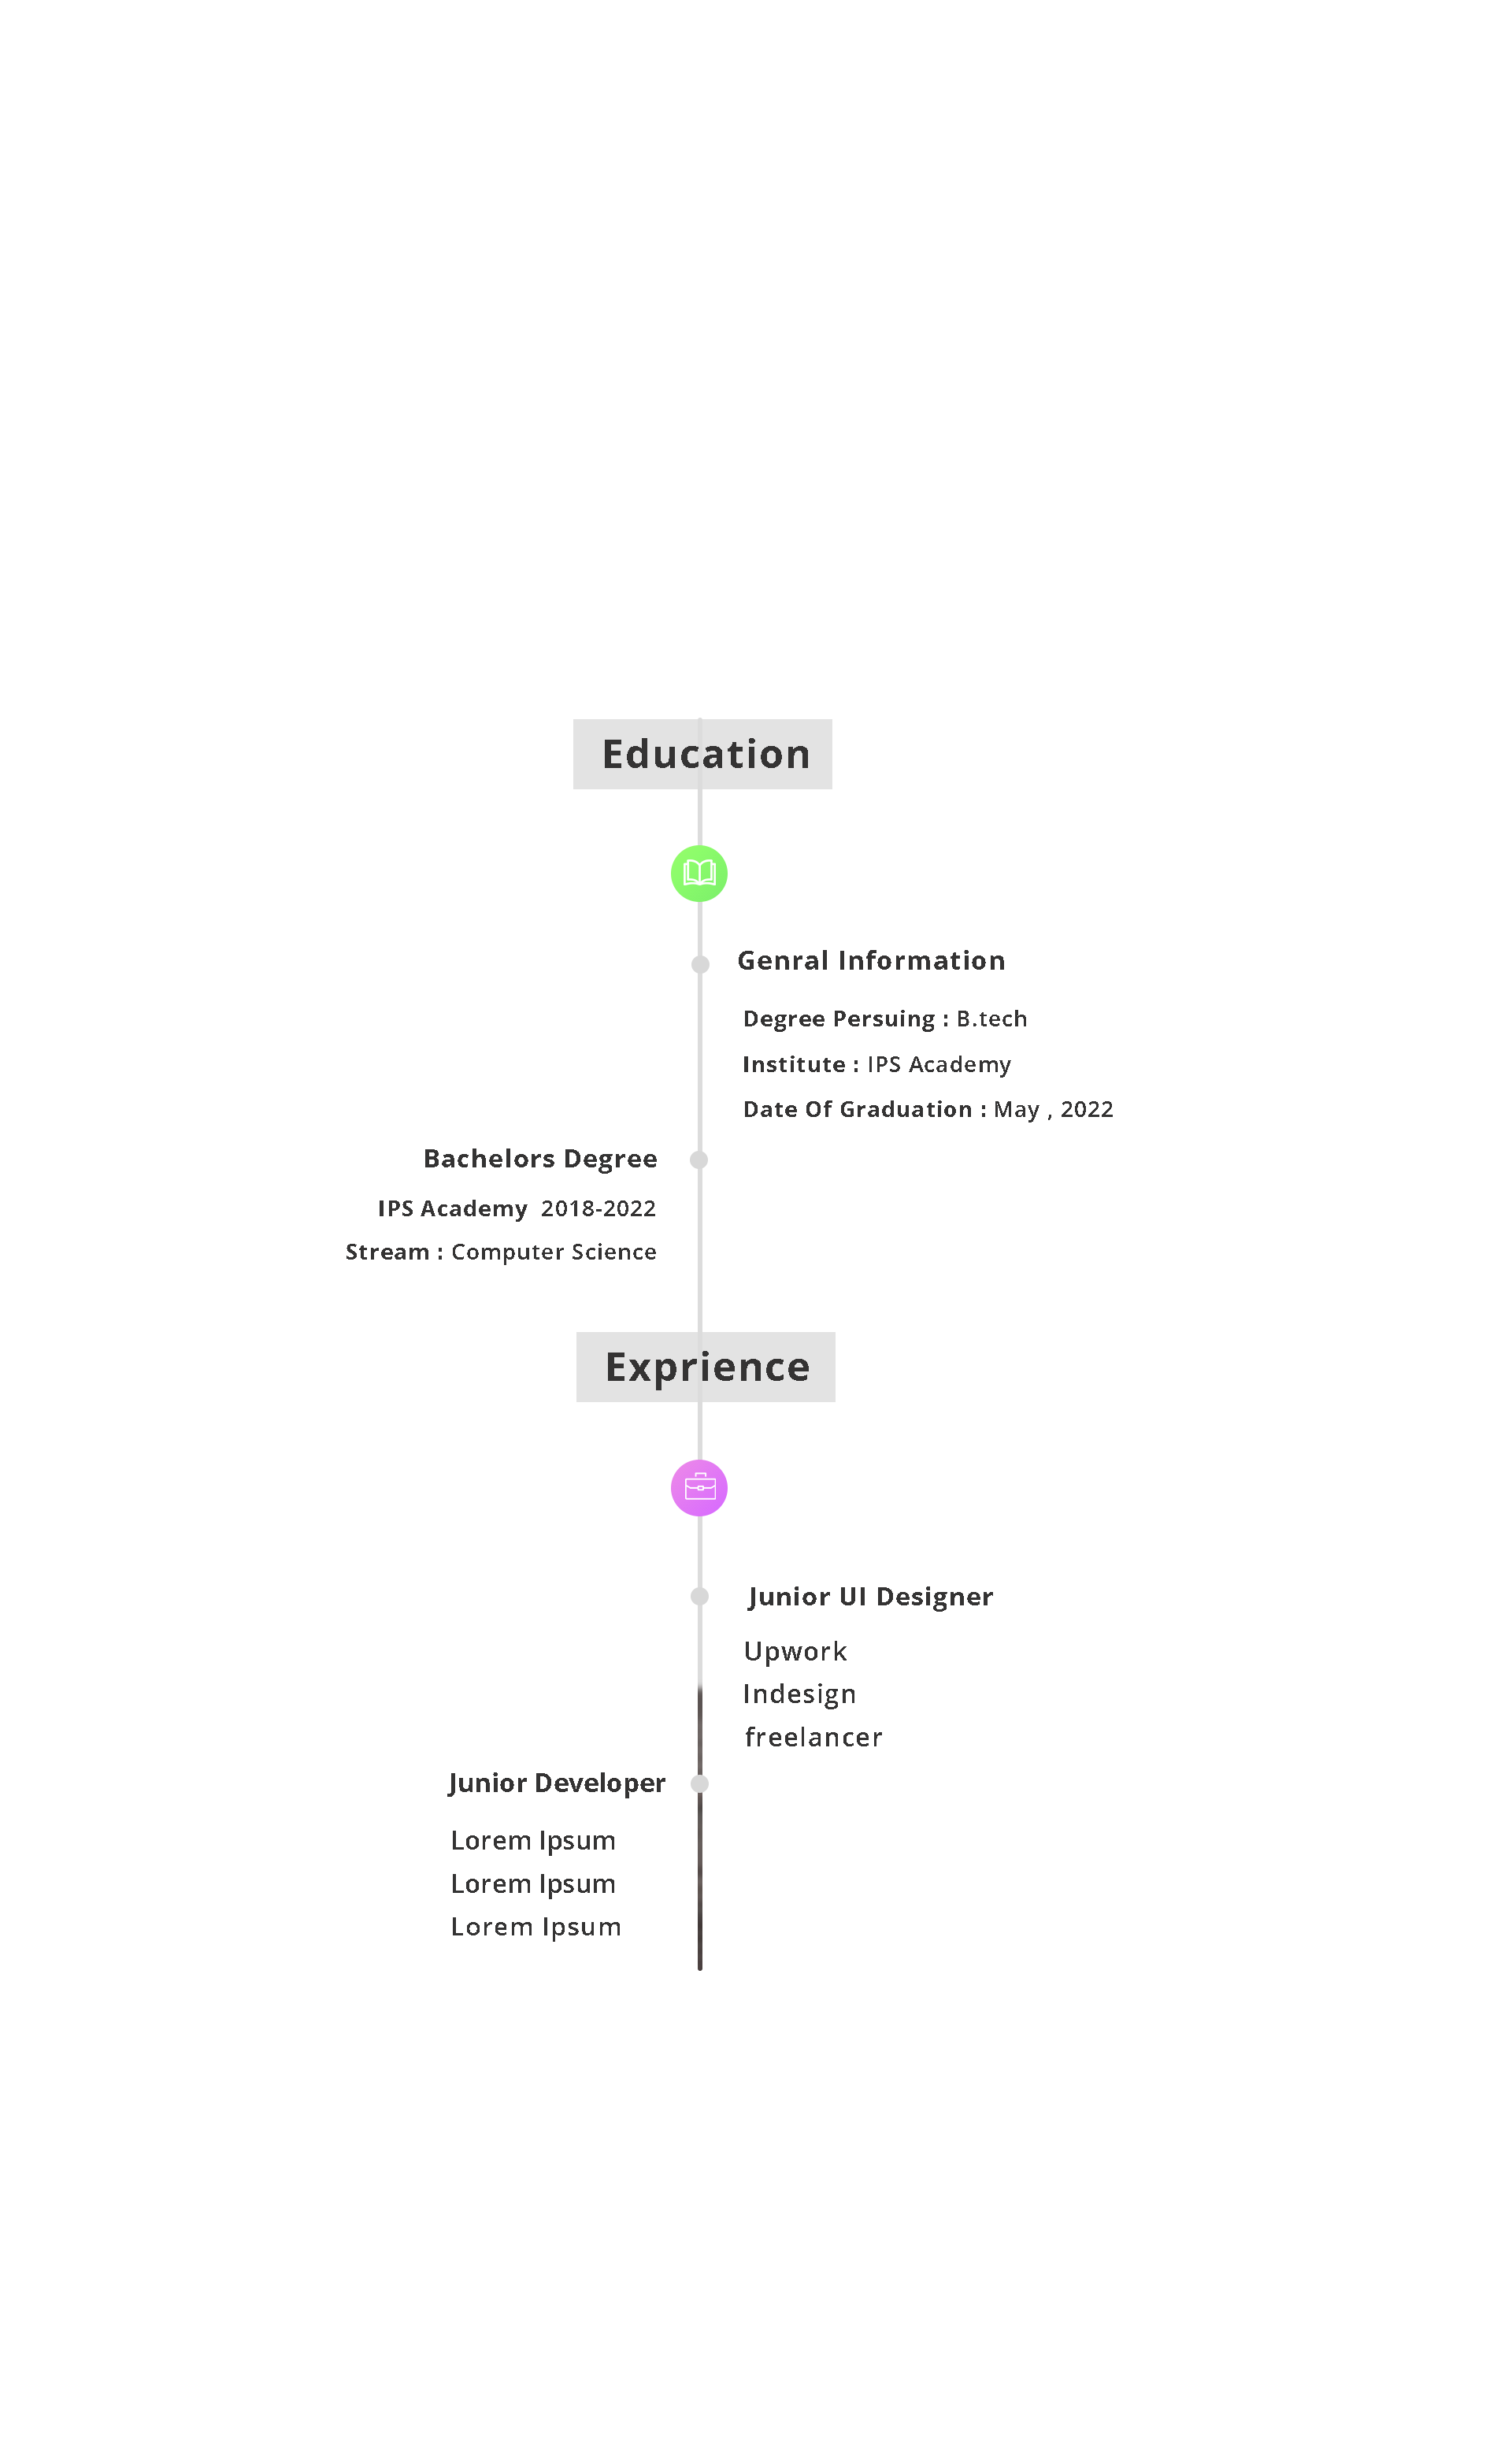 Education
Genral Information
Degree Persuing : B.tech
Institute : IPS Academy
Date Of Graduation : May , 2022
Bachelors Degree
IPS Academy 2018-2022
Stream : Computer Science
Exprience
Junior UI Designer
Upwork
Indesign
freelancer
Junior Developer
Lorem Ipsum
Lorem Ipsum
Lorem Ipsum